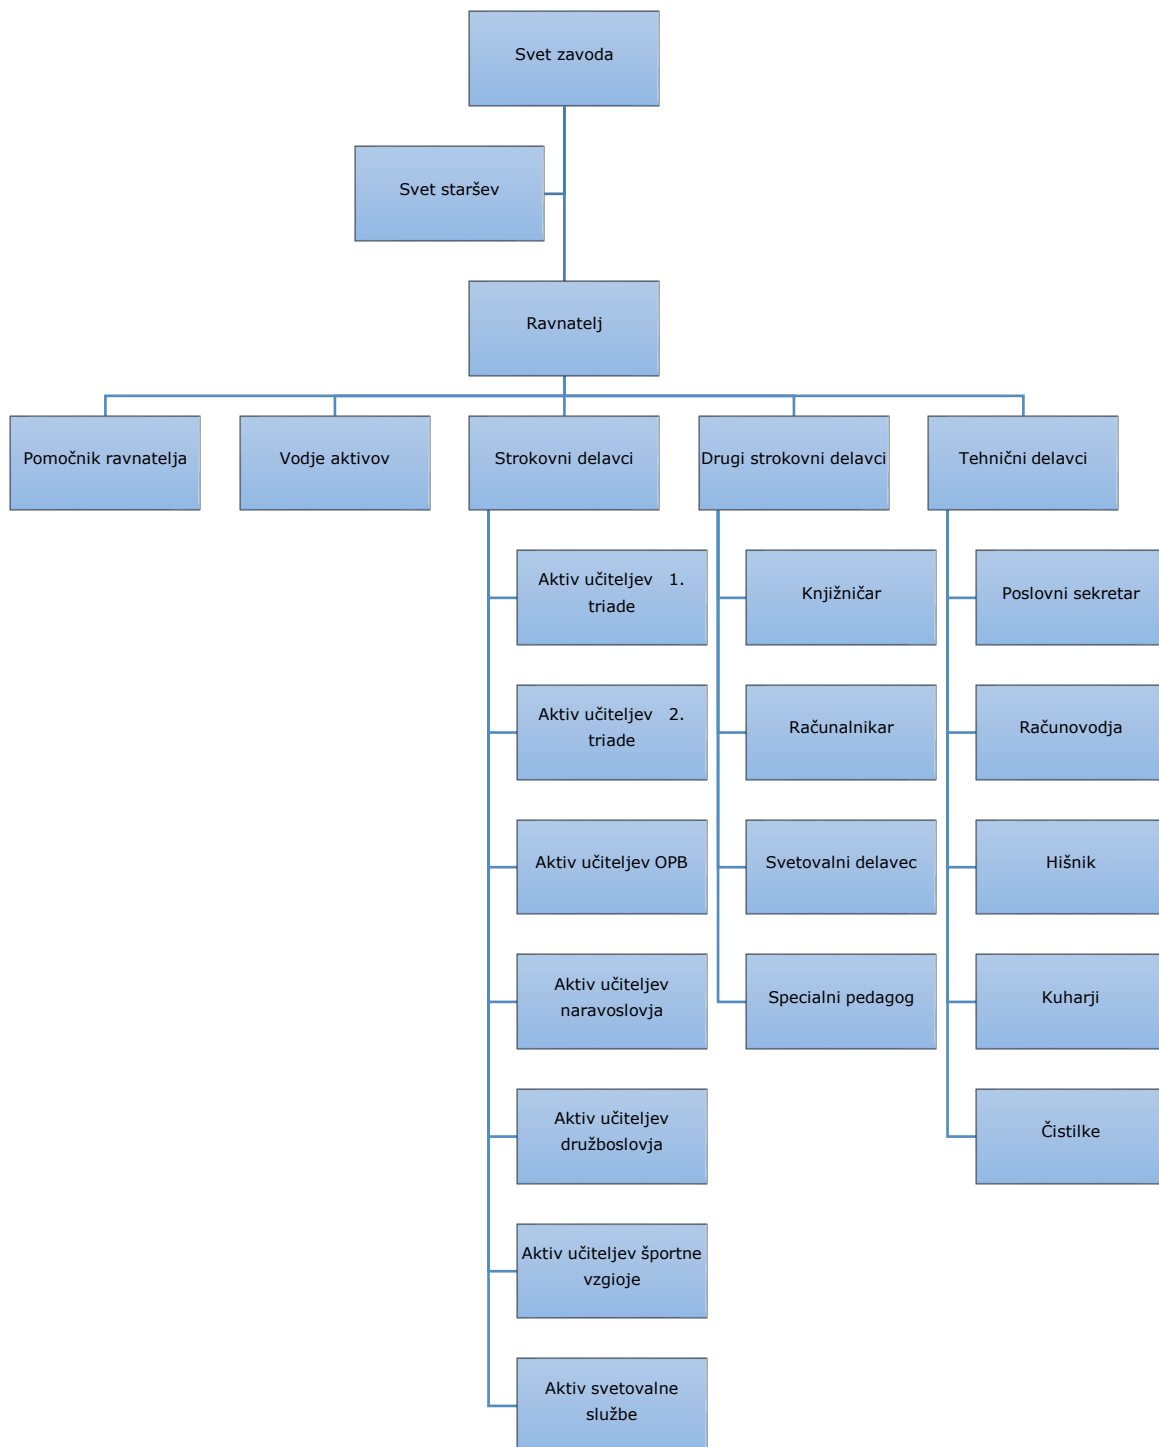 Svet zavoda
Svet staršev
Ravnatelj
Pomočnik ravnatelja
Vodje aktivov
Strokovni delavci
Drugi strokovni delavci
Tehnični delavci
Aktiv učiteljev 1.
triade
Aktiv učiteljev 2.
triade
Aktiv učiteljev OPB
Aktiv učiteljev
naravoslovja
Aktiv učiteljev
družboslovja
Aktiv učiteljev športne
vzgioje
Aktiv svetovalne
službe
Knjižničar
Računalnikar
Svetovalni delavec
Specialni pedagog
Poslovni sekretar
Računovodja
Hišnik
Kuharji
Čistilke